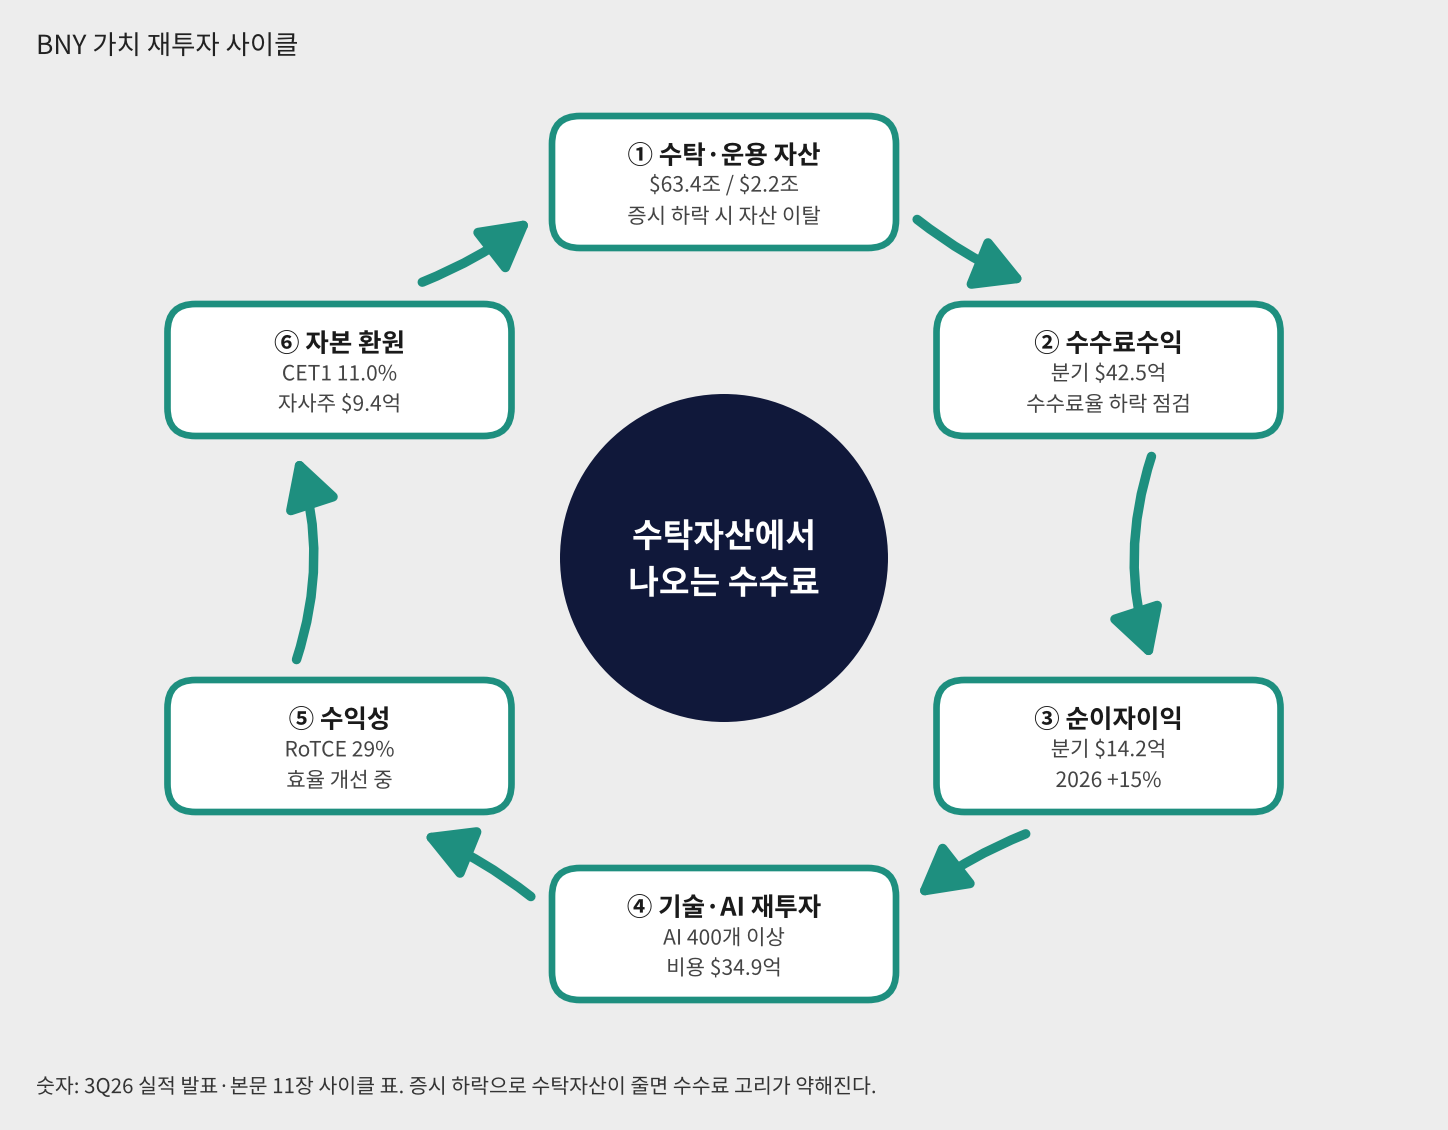 BNY 가치 재투자 사이클
① 수탁·운용 자산
$63.4조 / $2.2조
증시 하락 시 자산 이탈
② 수수료수익
분기 $42.5억
수수료율 하락 점검
③ 순이자이익
분기 $14.2억
2026 +15%
④ 기술·AI 재투자
AI 400개 이상
비용 $34.9억
⑤ 수익성
RoTCE 29%
효율 개선 중
⑥ 자본 환원
CET1 11.0%
자사주 $9.4억
수탁자산에서
나오는 수수료
숫자: 3Q26 실적 발표·본문 11장 사이클 표. 증시 하락으로 수탁자산이 줄면 수수료 고리가 약해진다.